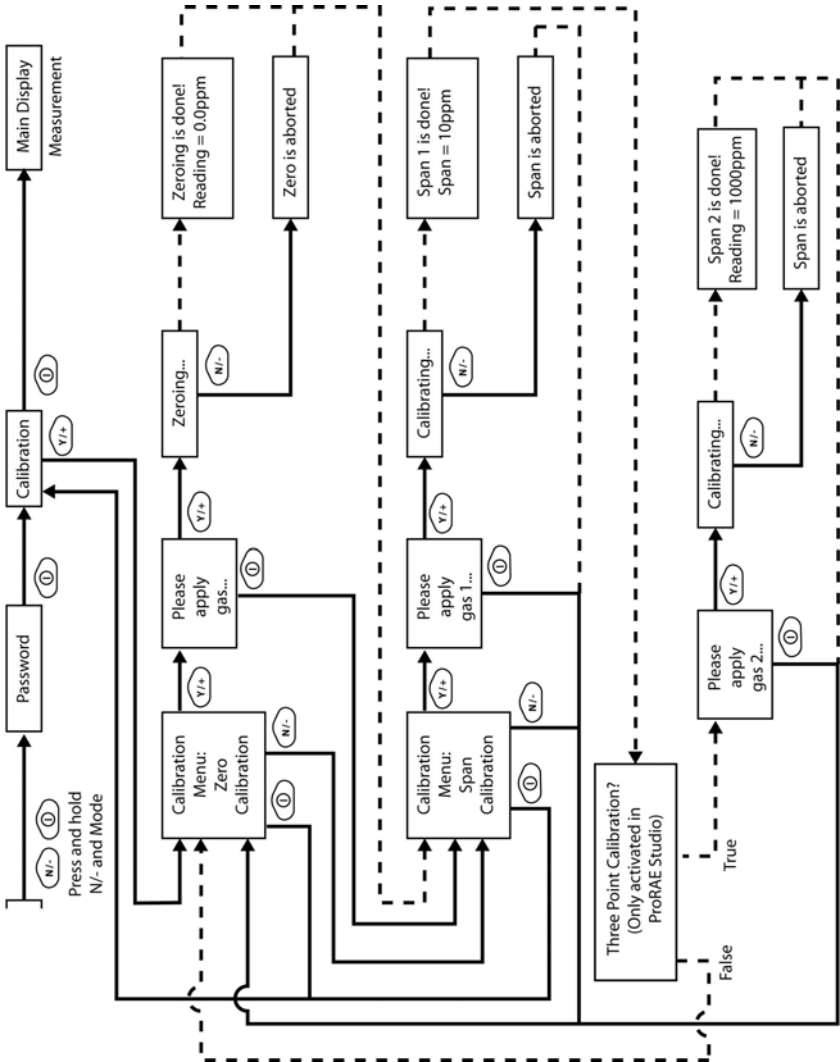 N/-
Press and hold
N/- and Mode
Password
Calibration
Main Display
Measurement
Y/+
Calibration
Menu:
Zero
Calibration
Y/+
N/-
Please
apply
gas...
Y/+
Zeroing...
N/-
Zeroing is done!
Reading = 0.0ppm
Zero is aborted
Calibration
Menu:
Span
Calibration
Y/+
N/-
Please
apply
gas 1...
Y/+
Calibrating...
N/-
Span 1 is done!
Span = 10ppm
Span is aborted
Three Point Calibration?
(Only activated in
ProRAE Studio)
False
True
Please
apply
gas 2...
Y/+
Calibrating...
N/-
Span 2 is done!
Reading = 1000ppm
Span is aborted